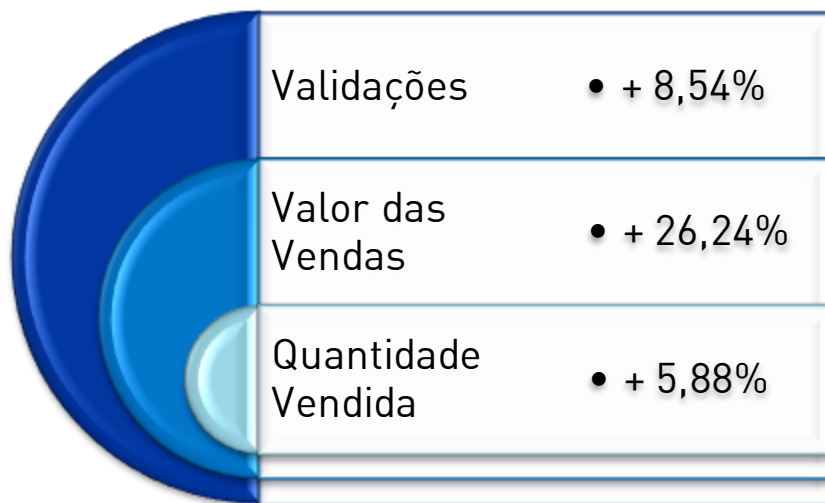 Validações
• + 8,54%
Valor das
Vendas
• + 26,24%
Quantidade
Vendida
• + 5,88%